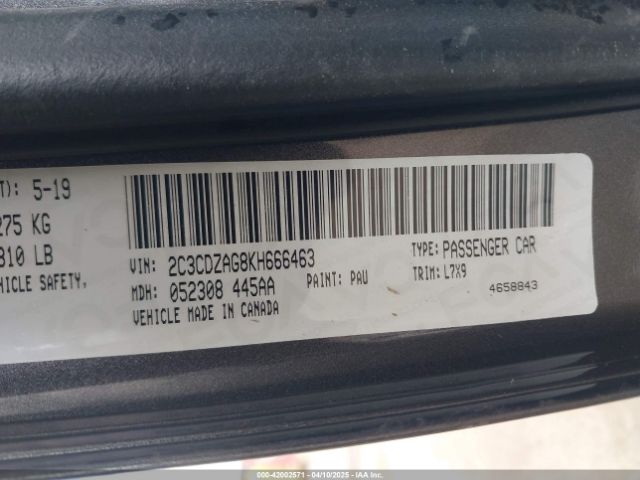 T): 5-19
275 KG
310 LB
HICLE SAFETY,
VIN: 2C3CDZAG8KH666463
TYPE: PASSENGER CAR
MDH: 052308 445AA
PAINT: PAU
TRIM: L7X9
VEHICLE MADE IN CANADA
4658843
000-42002571 - 04/10/2025 - IAA Inc.